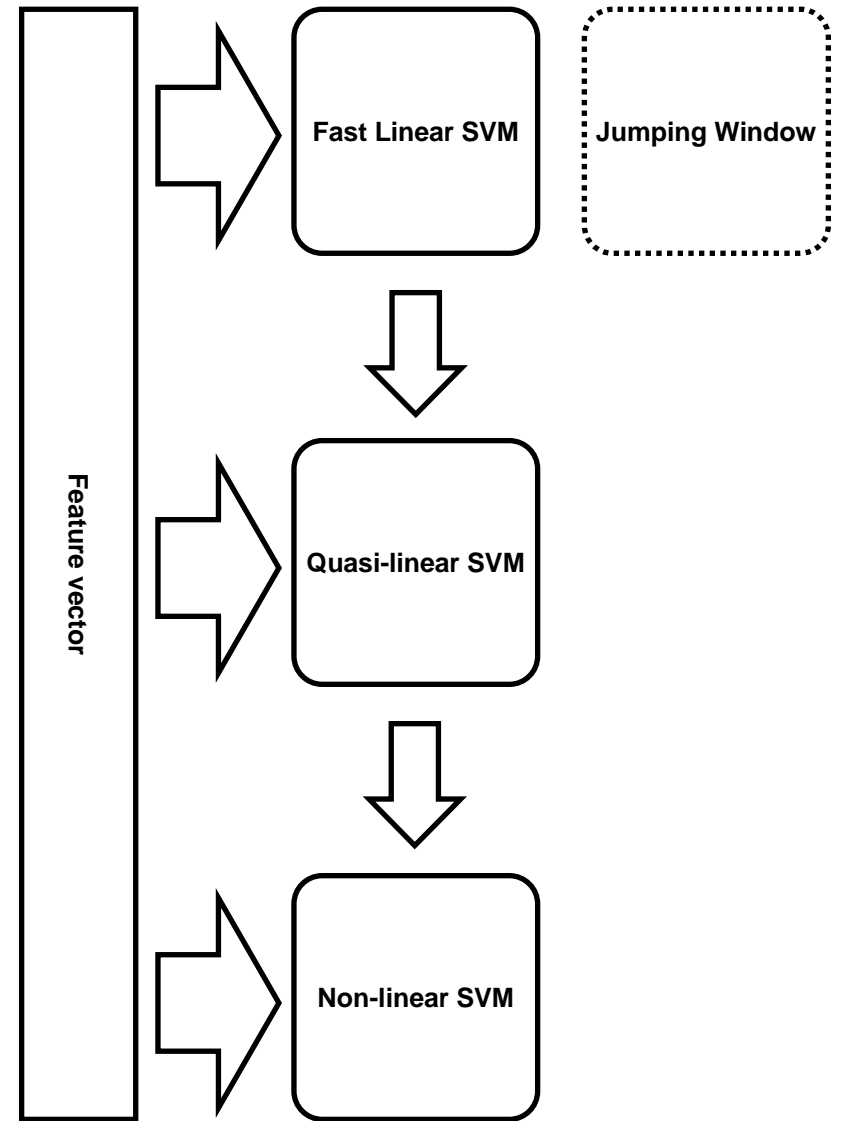 Feature vector
Fast Linear SVM
Jumping Window
Quasi-linear SVM
Non-linear SVM